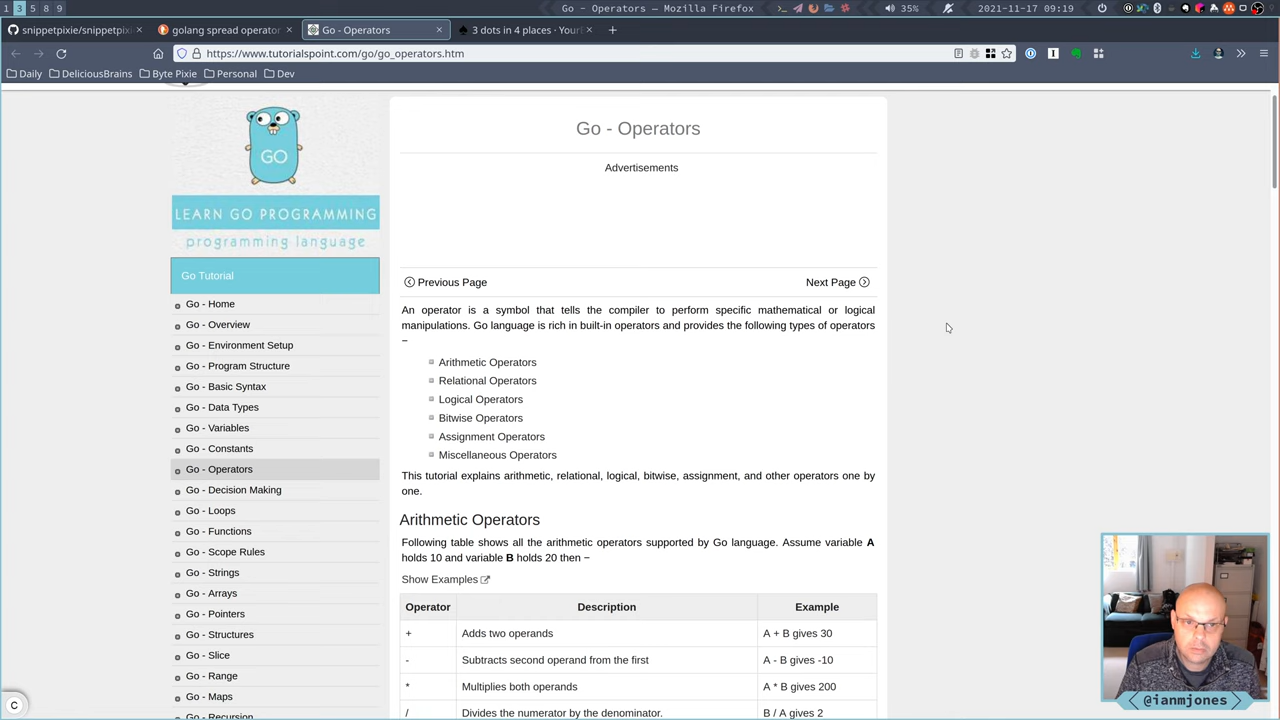 1 3 5 8 9
Go - Operators — Mozilla Firefox
35%
2021-11-17 09:19
snippetpixie/snippetpixi
golang spread operator
Go - Operators
3 dots in 4 places · Yourl
https://www.tutorialspoint.com/go/go_operators.htm
Daily
DeliciousBrains
Byte Pixie
Personal
Dev
GO
LEARN GO PROGRAMMING
programming language
Go Tutorial
Go - Home
Go - Overview
Go - Environment Setup
Go - Program Structure
Go - Basic Syntax
Go - Data Types
Go - Variables
Go - Constants
Go - Operators
Go - Decision Making
Go - Loops
Go - Functions
Go - Scope Rules
Go - Strings
Go - Arrays
Go - Pointers
Go - Structures
Go - Slice
Go - Range
Go - Maps
Go - Recursion
Go - Operators
Advertisements
Previous Page
Next Page
An operator is a symbol that tells the compiler to perform specific mathematical or logical
manipulations. Go language is rich in built-in operators and provides the following types of operators
–
Arithmetic Operators
Relational Operators
Logical Operators
Bitwise Operators
Assignment Operators
Miscellaneous Operators
This tutorial explains arithmetic, relational, logical, bitwise, assignment, and other operators one by
one.
Arithmetic Operators
Following table shows all the arithmetic operators supported by Go language. Assume variable A
holds 10 and variable B holds 20 then –
Show Examples
Operator Description Example
+ Adds two operands A + B gives 30
- Subtracts second operand from the first A - B gives -10
* Multiplies both operands A * B gives 200
/ Divides the numerator by the denominator. B / A gives 2
C
@ianmjones